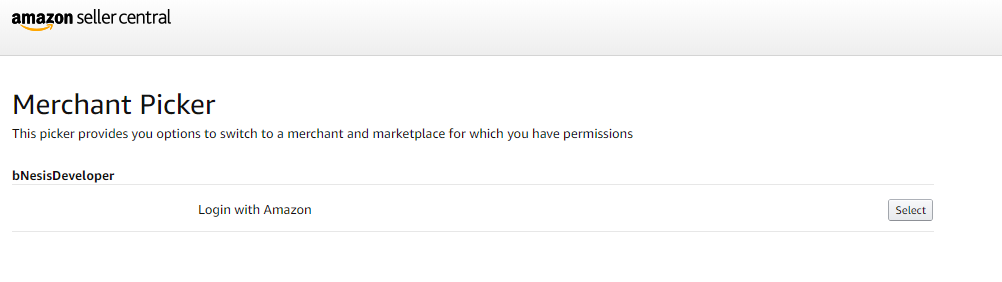 amazon seller central
Merchant Picker
This picker provides you options to switch to a merchant and marketplace for which you have permissions
bNesisDeveloper
Login with Amazon Select